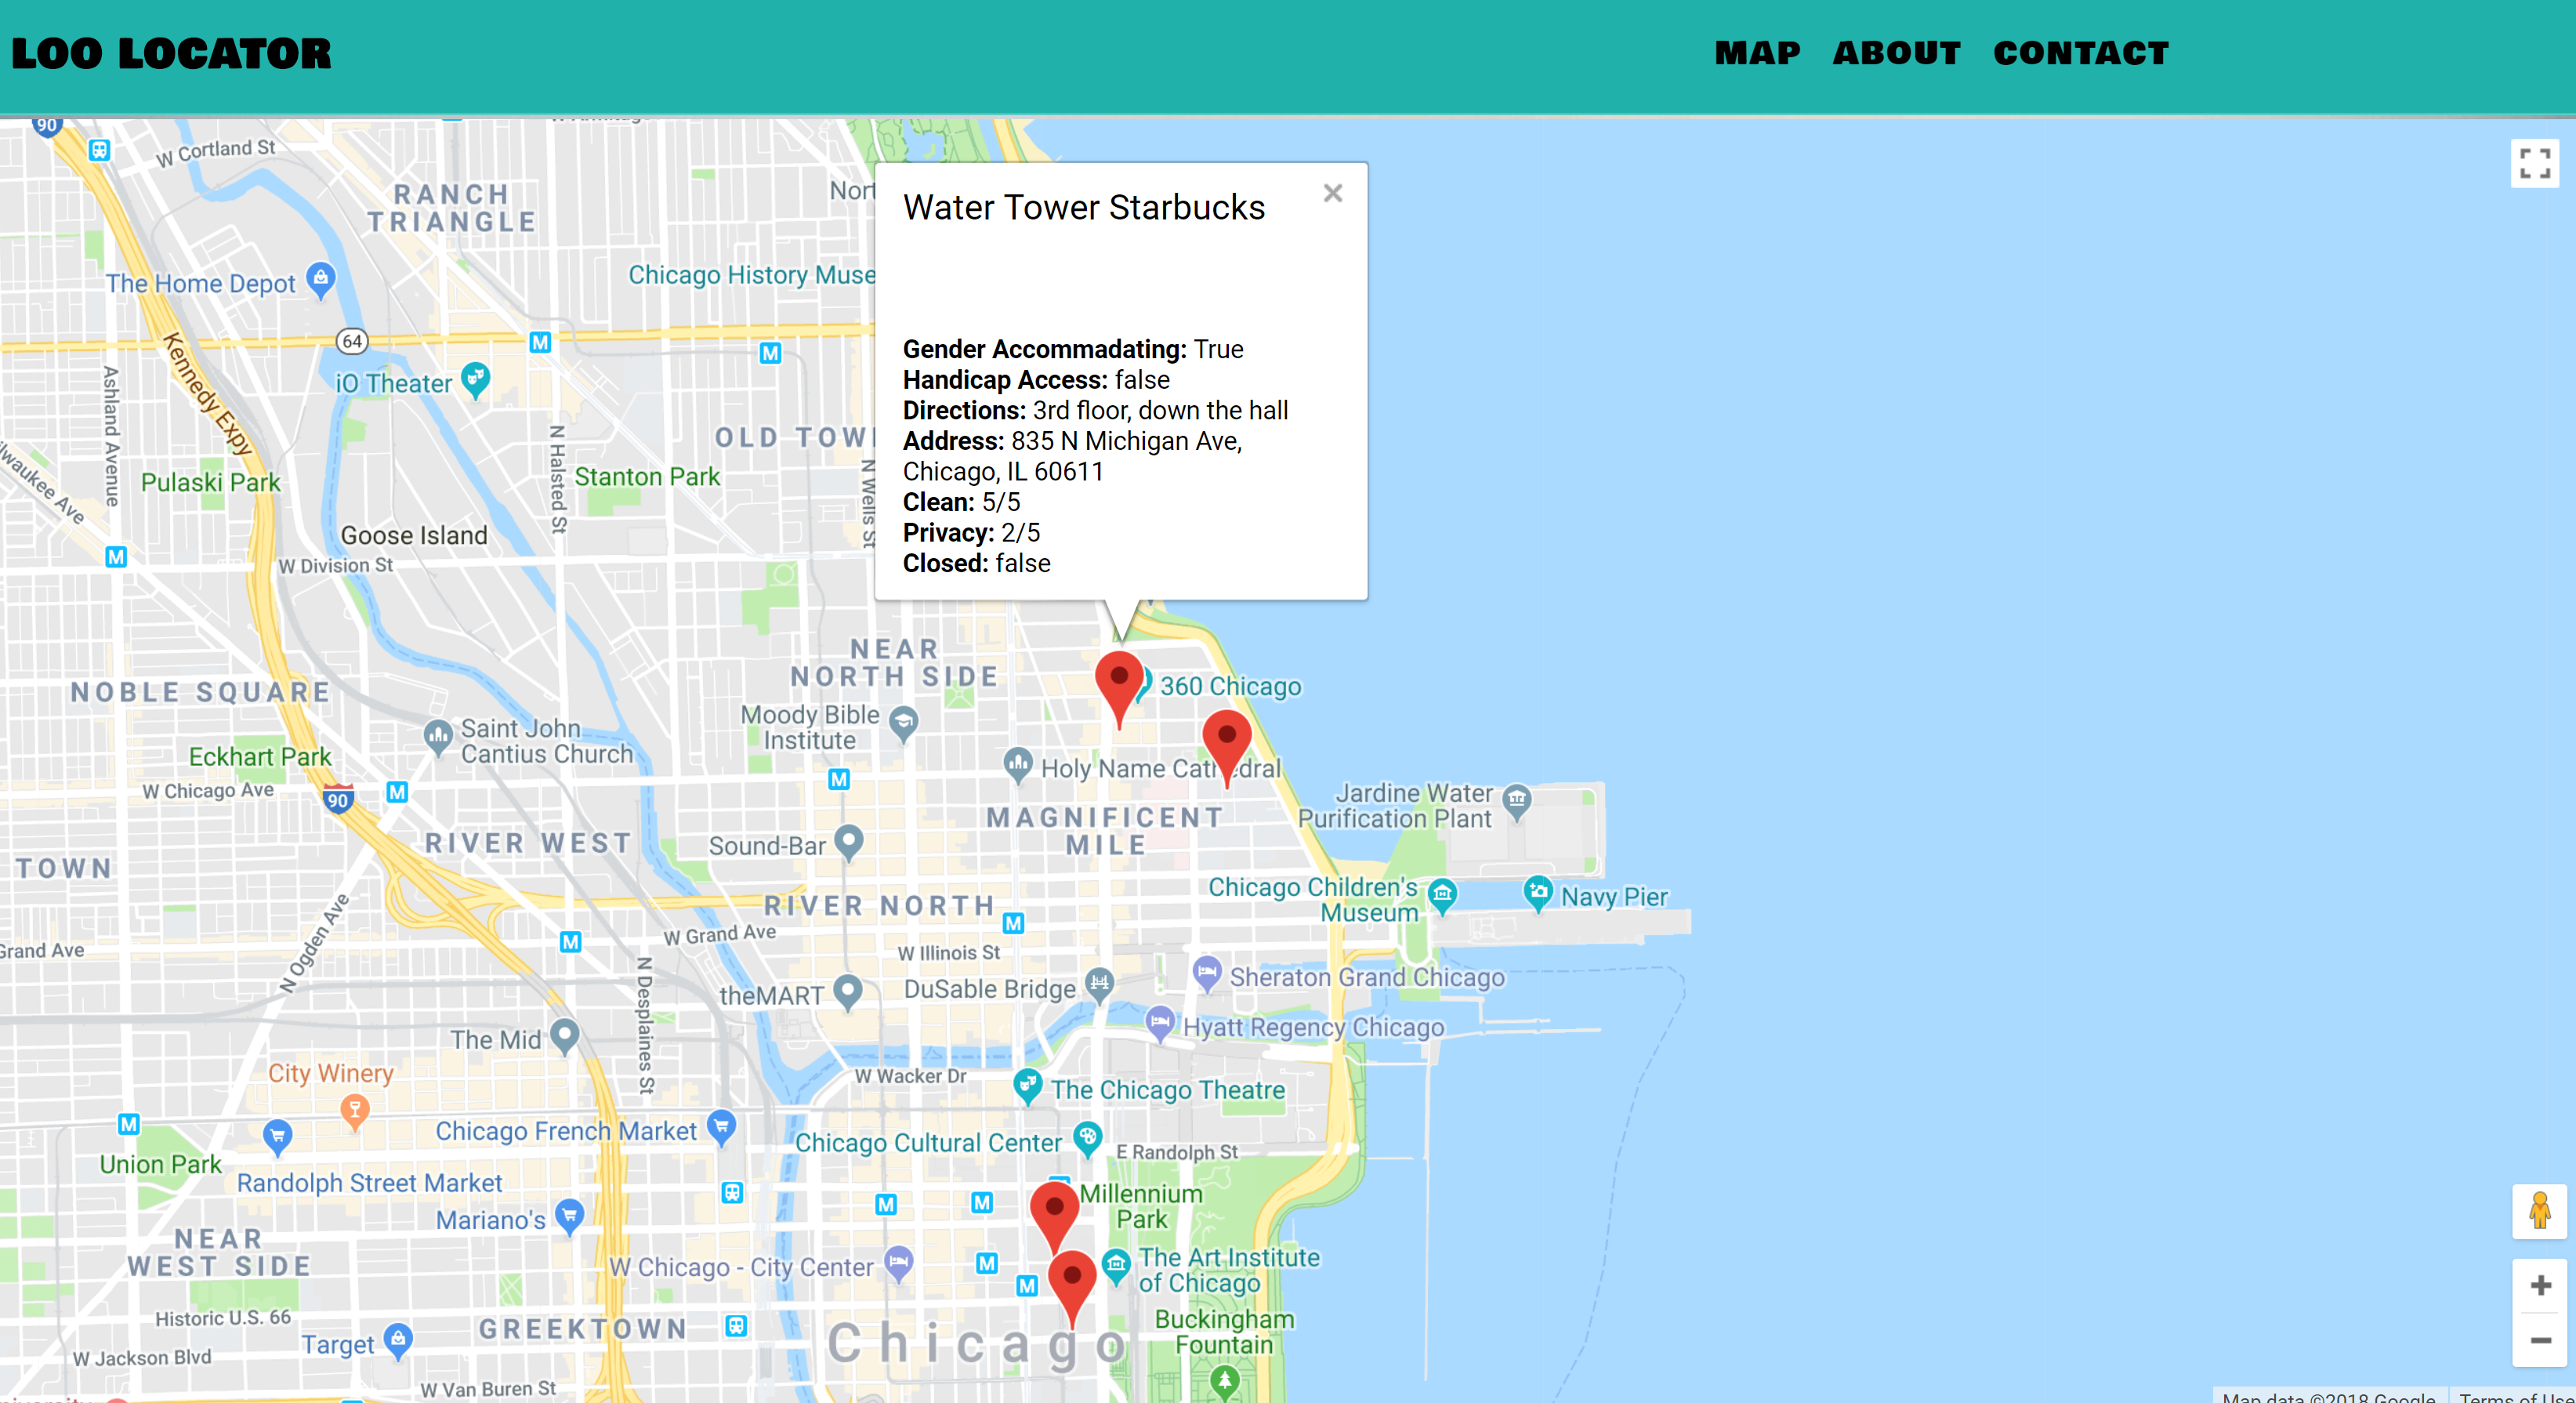 LOO LOCATOR
MAP ABOUT CONTACT
90
W Cortland St
RANCH
TRIANGLE
Nort
Water Tower Starbucks
The Home Depot
Chicago History Muse
64
Kennedy Expy
iO Theater
Ashland Avenue
N Halsted St
Gender Accommadating: True
Handicap Access: false
Directions: 3rd floor, down the hall
Address: 835 N Michigan Ave,
Chicago, IL 60611
Clean: 5/5
Privacy: 2/5
Closed: false
OLD TOW
N Wells St
lwaukee Ave
Pulaski Park
Stanton Park
Goose Island
W Division St
M
NEAR
NORTH SIDE
NOBLE SQUARE
360 Chicago
Moody Bible
Institute
Saint John
Cantius Church
Eckhart Park
Holy Name Cathedral
W Chicago Ave
90
M
MAGNIFICENT
MILE
Jardine Water
Purification Plant
RIVER WEST
Sound-Bar
TOWN
Chicago Children's
Museum
Navy Pier
RIVER NORTH
M
N Ogden Ave
W Grand Ave
Grand Ave
M
W Illinois St
N Desplaines St
Sheraton Grand Chicago
theMART
DuSable Bridge
Hyatt Regency Chicago
The Mid
City Winery
W Wacker Dr
The Chicago Theatre
M
Chicago French Market
Chicago Cultural Center
E Randolph St
Union Park
Randolph Street Market
M
M
Millennium
Park
Mariano's
NEAR
WEST SIDE
W Chicago - City Center
M
M
The Art Institute
of Chicago
Historic U.S. 66
GREEKTOWN
Buckingham
Fountain
Target
Chicago
W Jackson Blvd
W Van Buren St
Map data ©2018 Google
Terms of Use